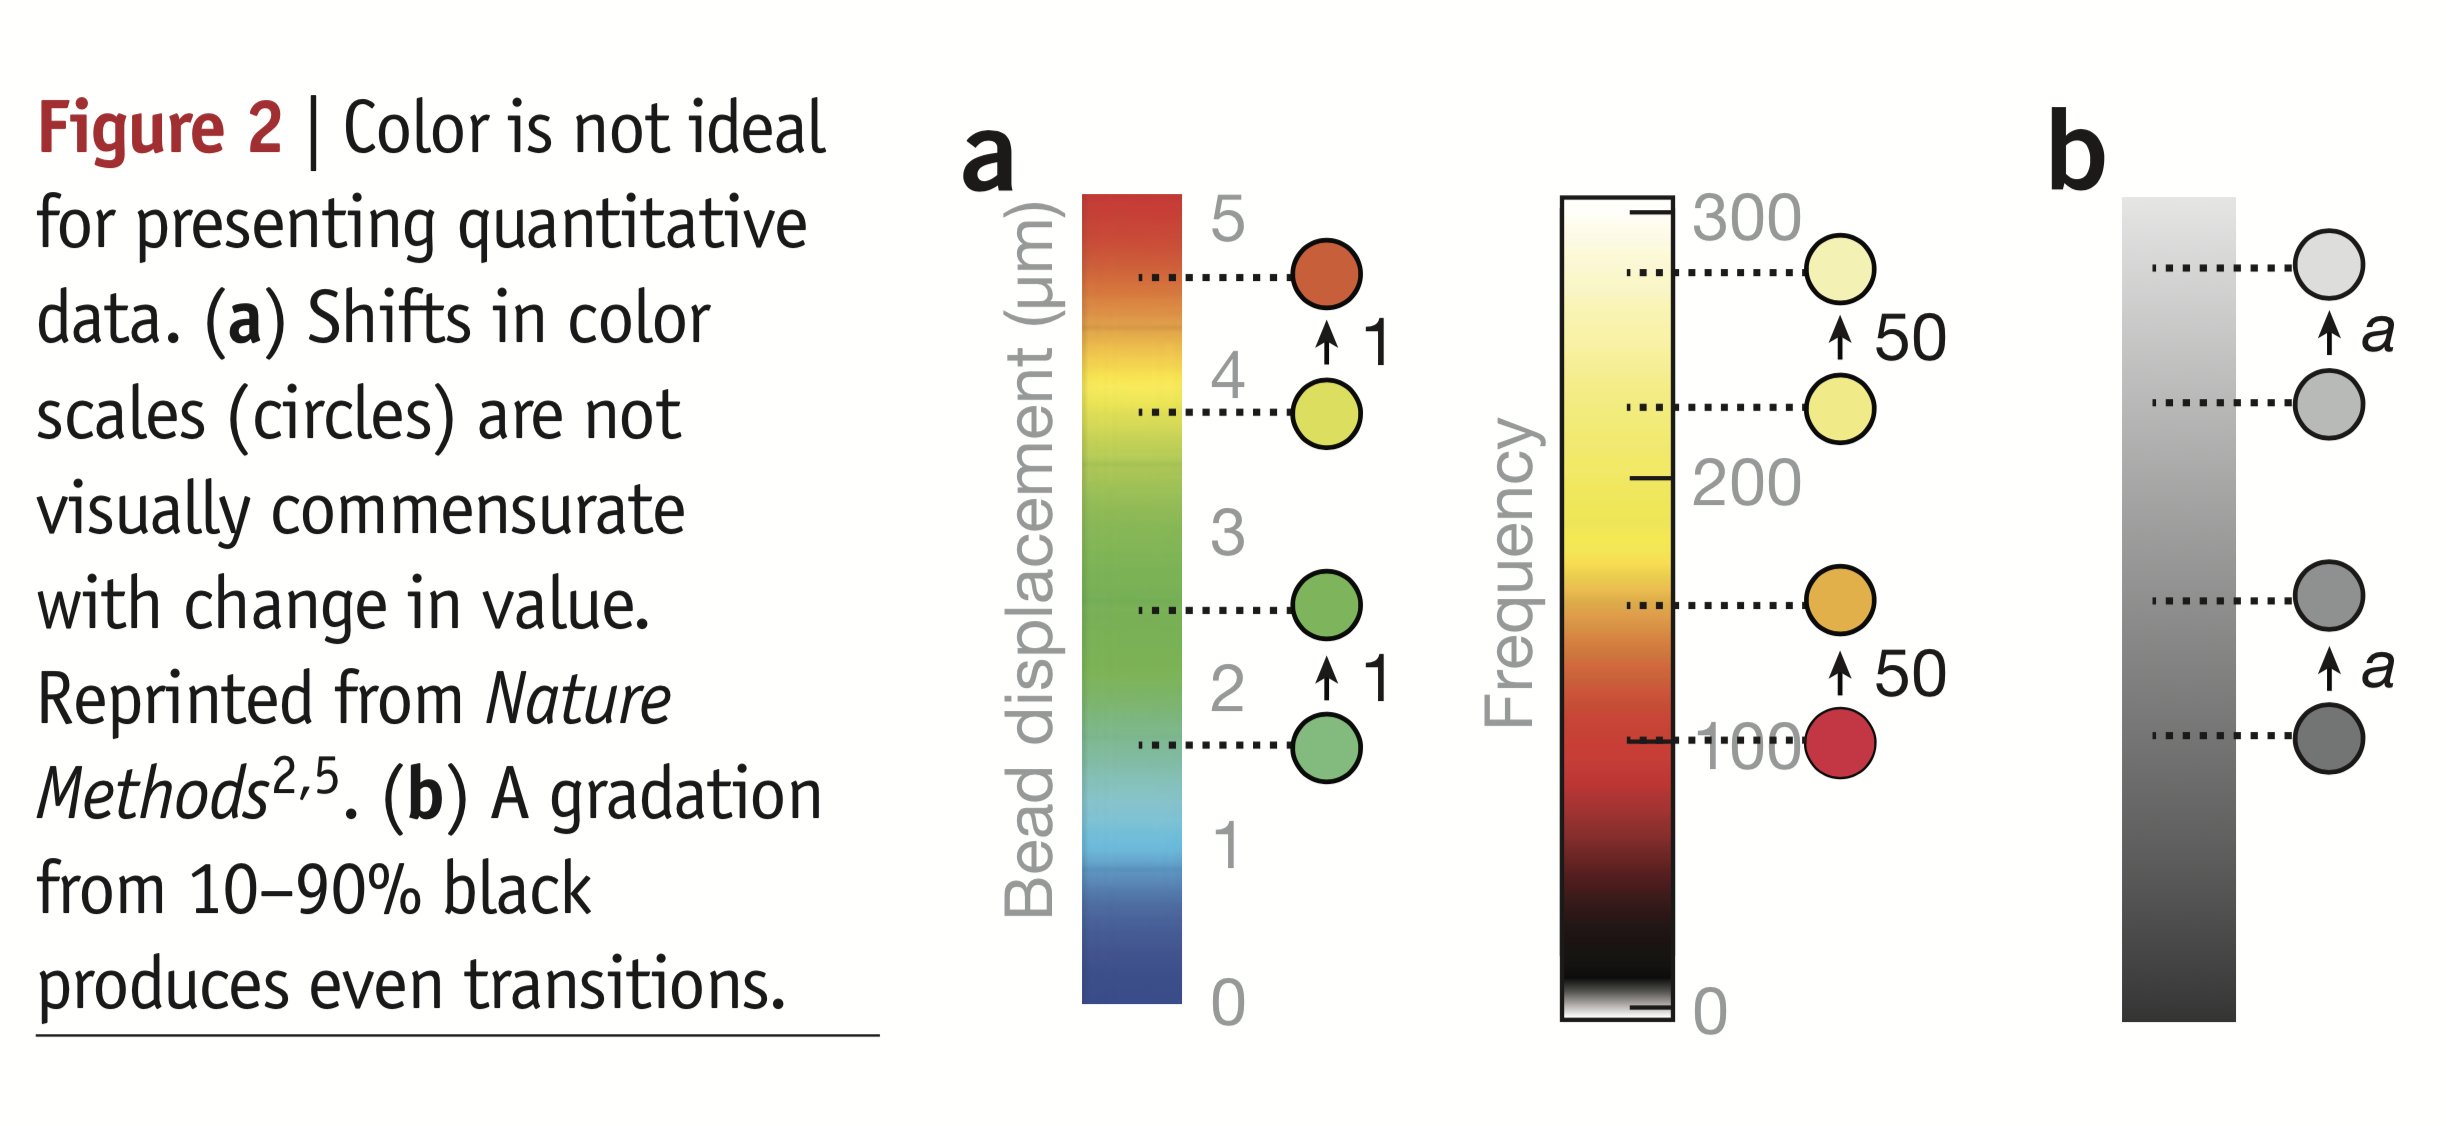 Figure 2 | Color is not ideal
for presenting quantitative
data. (a) Shifts in color
scales (circles) are not
visually commensurate
with change in value.
Reprinted from Nature
Methods2,5. (b) A gradation
from 10–90% black
produces even transitions.
a
Bead displacement (µm)
5
4
3
2
1
0
1
1
Frequency
300
200
100
0
50
50
b
a
a